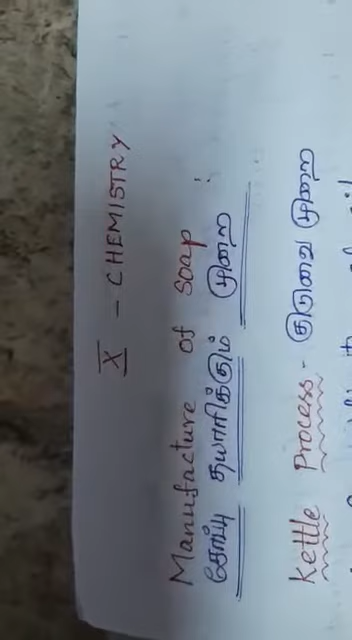 X - CHEMISTRY
Manufacture of soap :
சோப்பு தயாரிக்கும் முறை
Kettle Process - குடுவை முறை